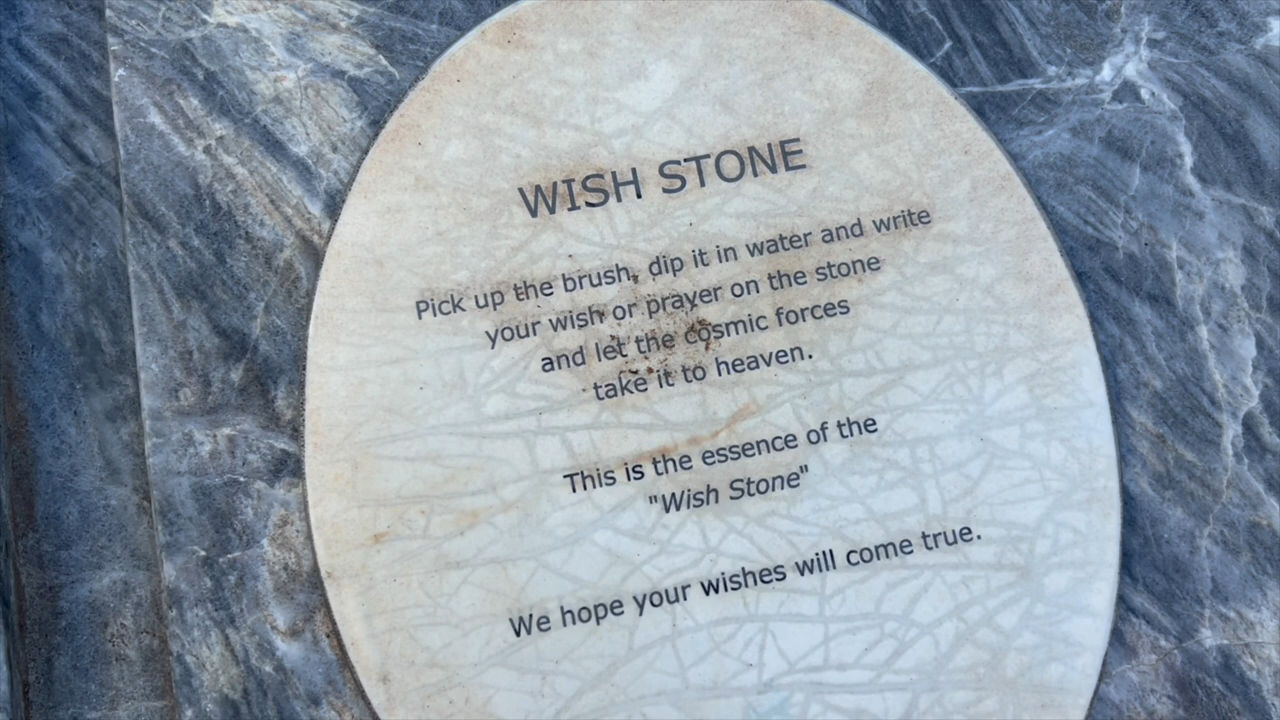 WISH STONE
Pick up the brush, dip it in water and write
your wish or prayer on the stone
and let the cosmic forces
take it to heaven.
This is the essence of the
"Wish Stone"
We hope your wishes will come true.